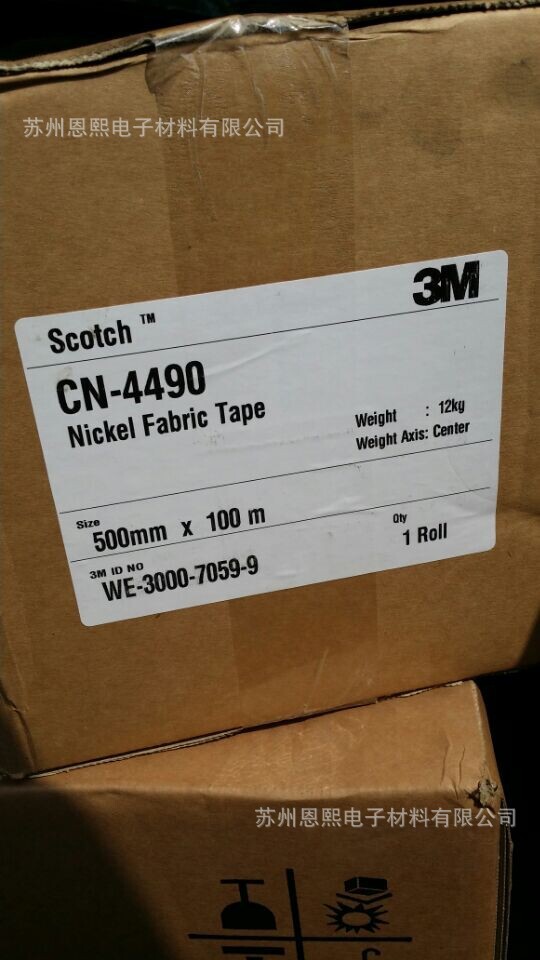 苏州恩熙电子材料有限公司
3M
Scotch ™
CN-4490
Nickel Fabric Tape
Weight : 12kg
Weight Axis: Center
Size
500mm x 100 m
Qty
1 Roll
3M ID NO
WE-3000-7059-9
苏州恩熙电子材料有限公司